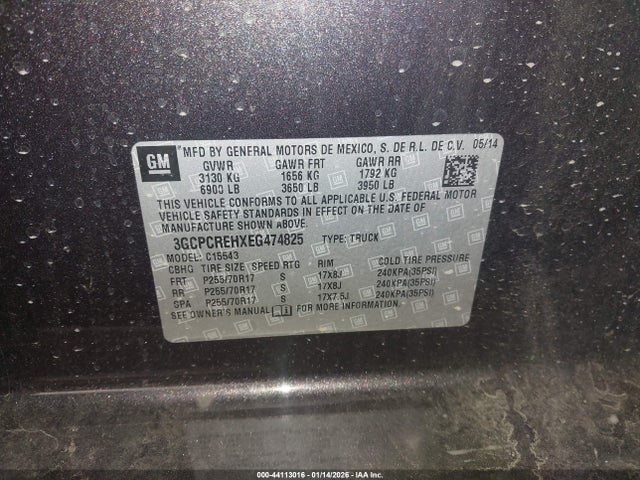 GM
MFD BY GENERAL MOTORS DE MEXICO, S. DE R.L. DE C.V. 05/14
GVWR GAWR FRT GAWR RR
3130 KG 1656 KG 1792 KG
6900 LB 3650 LB 3950 LB
THIS VEHICLE CONFORMS TO ALL APPLICABLE U.S. FEDERAL MOTOR
VEHICLE SAFETY STANDARDS IN EFFECT ON THE DATE OF
MANUFACTURE SHOWN ABOVE.
3GCPCREHXEG474825 TYPE: TRUCK
MODEL: C15543
CBHG TIRE SIZE SPEED RTG RIM COLD TIRE PRESSURE
FRT P255/70R17 S 17X8J 240KPA(35PSI)
RR P255/70R17 S 17X8J 240KPA(35PSI)
SPA P255/70R17 S 17X7.5J 240KPA(35PSI)
SEE OWNER'S MANUAL FOR MORE INFORMATION.
000-44113016 - 01/14/2026 - IAA Inc.